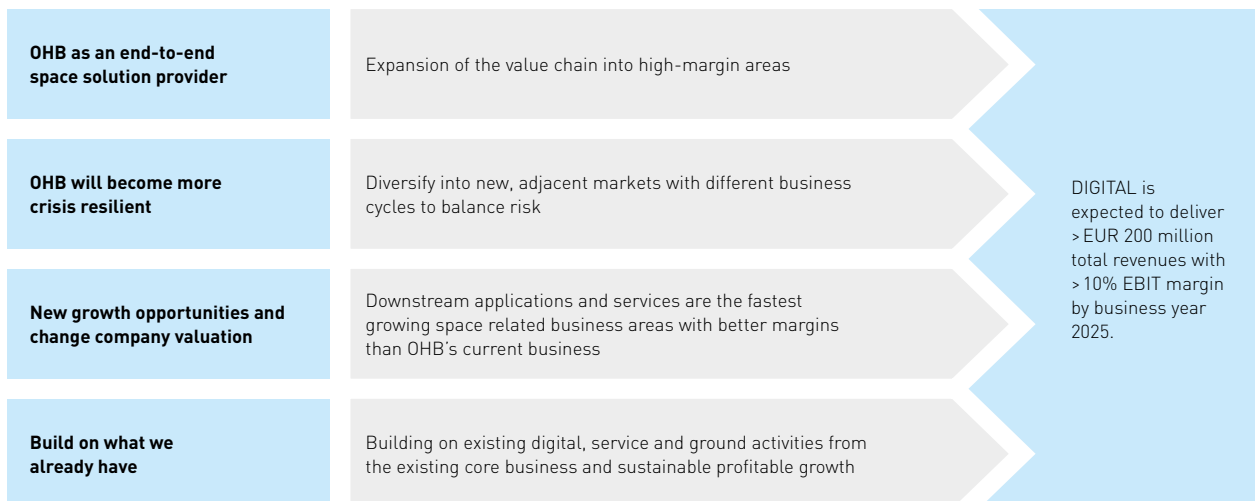 OHB as an end-to-end
space solution provider
Expansion of the value chain into high-margin areas
OHB will become more
crisis resilient
Diversify into new, adjacent markets with different business
cycles to balance risk
New growth opportunities and
change company valuation
Downstream applications and services are the fastest
growing space related business areas with better margins
than OHB's current business
Build on what we
already have
Building on existing digital, service and ground activities from
the existing core business and sustainable profitable growth
DIGITAL is
expected to deliver
> EUR 200 million
total revenues with
> 10% EBIT margin
by business year
2025.